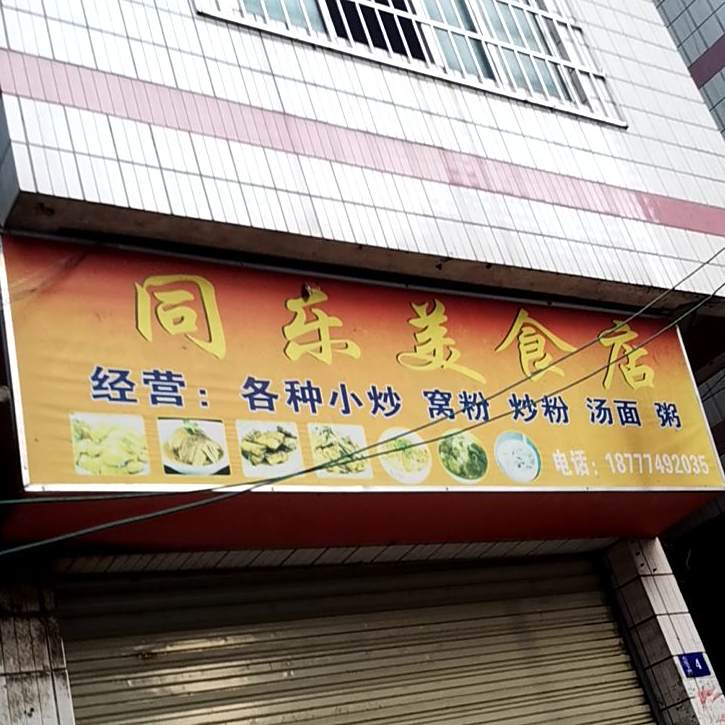 同乐美食店
经营：各种小炒 窝粉 炒粉 汤面 粥
电话：18777492035
4